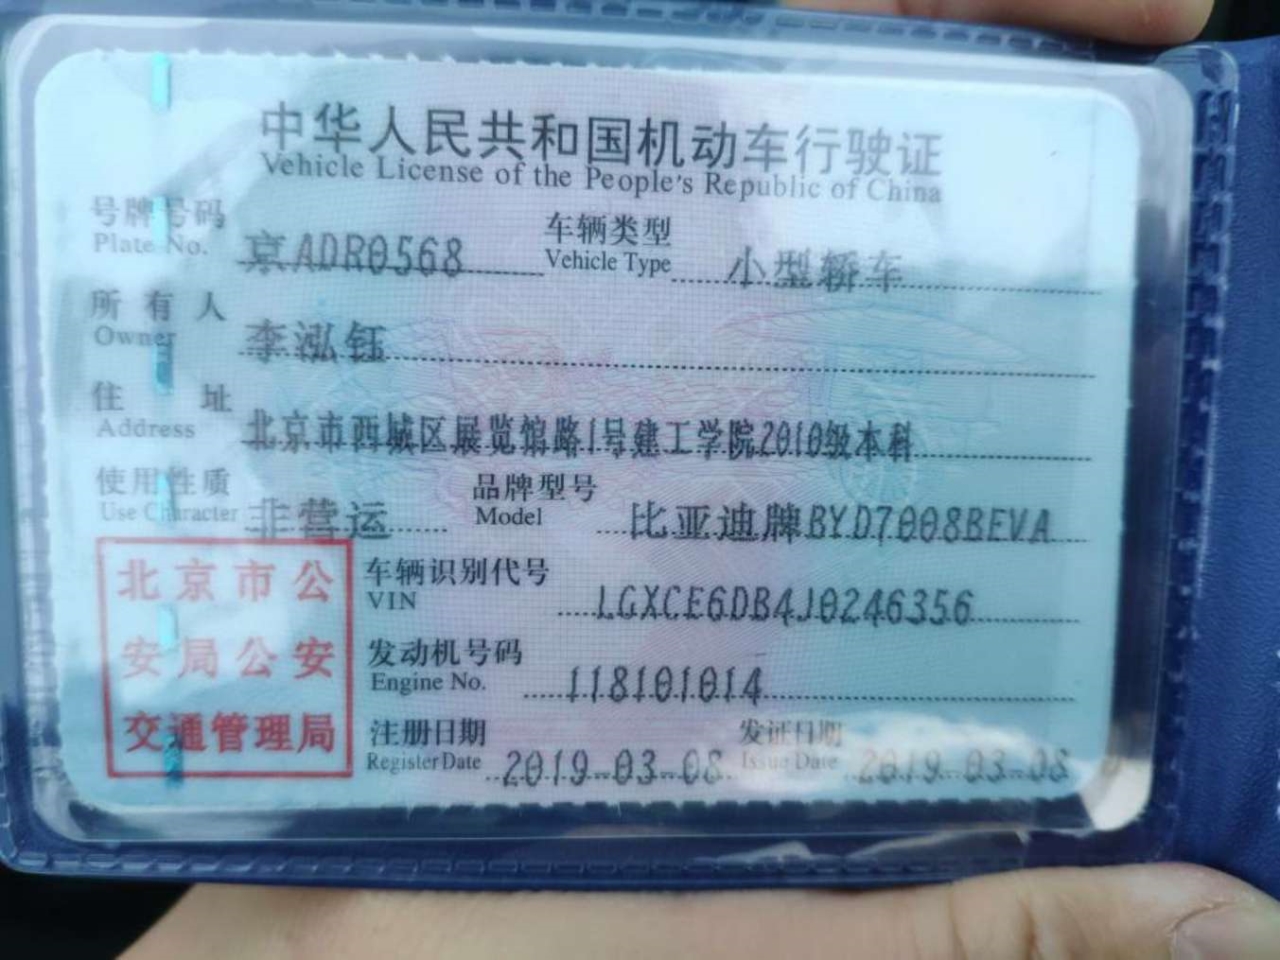 中华人民共和国机动车行驶证
Vehicle License of the People's Republic of China
号牌号码 京ADR0568 车辆类型 小型轿车
Plate No. Vehicle Type
所有人 李泓钰
Owner
住址 北京市西城区展览馆路1号建工学院2010级本科
Address
使用性质 非营运 品牌型号 比亚迪牌BYD7008BEVA
Use Character Model
北京市公
安局公安
交通管理局
车辆识别代号 LGXCE6DB4J0246356
VIN
发动机号码 118101014
Engine No.
注册日期 2019-03-08 发证日期 2019-03-08
Register Date Issue Date